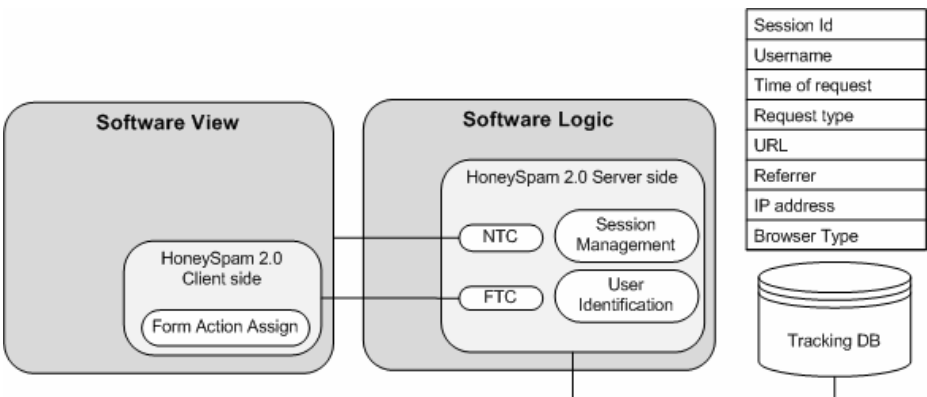 Software View
HoneySpam 2.0
Client side
Form Action Assign
Software Logic
HoneySpam 2.0 Server side
NTC
Session
Management
FTC
User
Identification
Session Id
Username
Time of request
Request type
URL
Referrer
IP address
Browser Type
Tracking DB